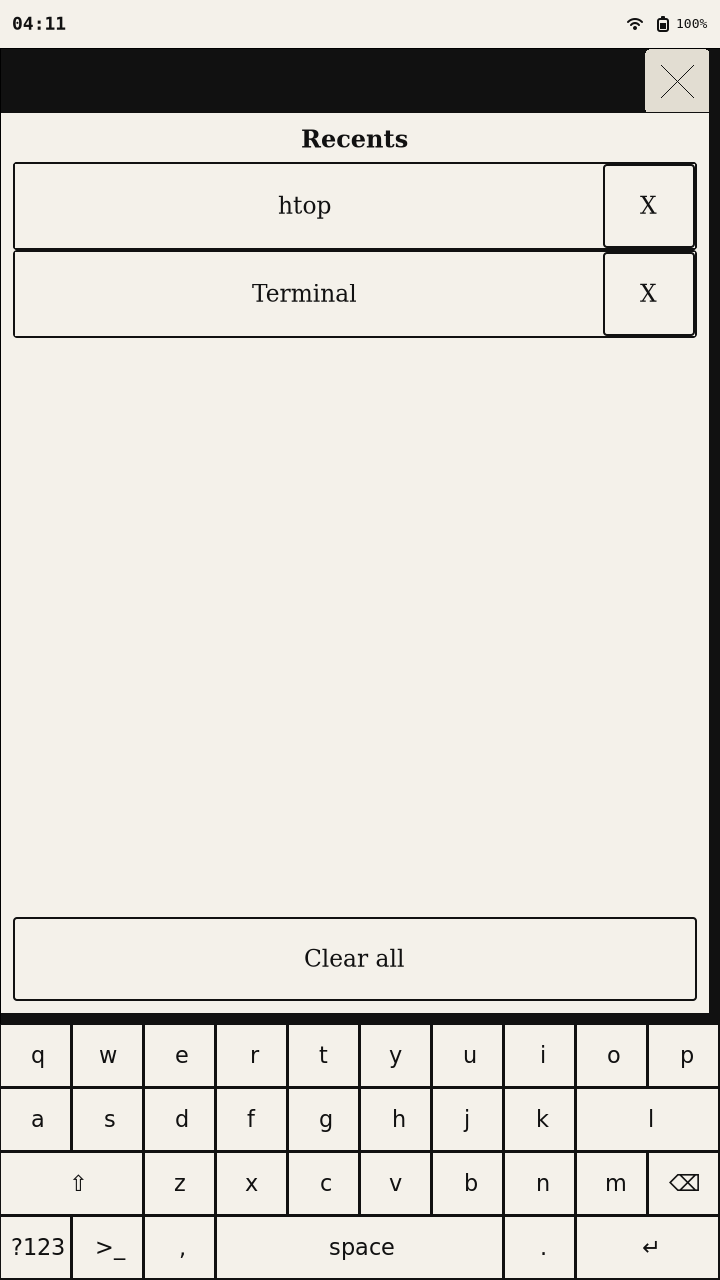 04:11 100%
Recents
htop X
Terminal X
Clear all
q w e r t y u i o p
a s d f g h j k l
⇧ z x c v b n m ⌫
?123 >_ , space . ↵